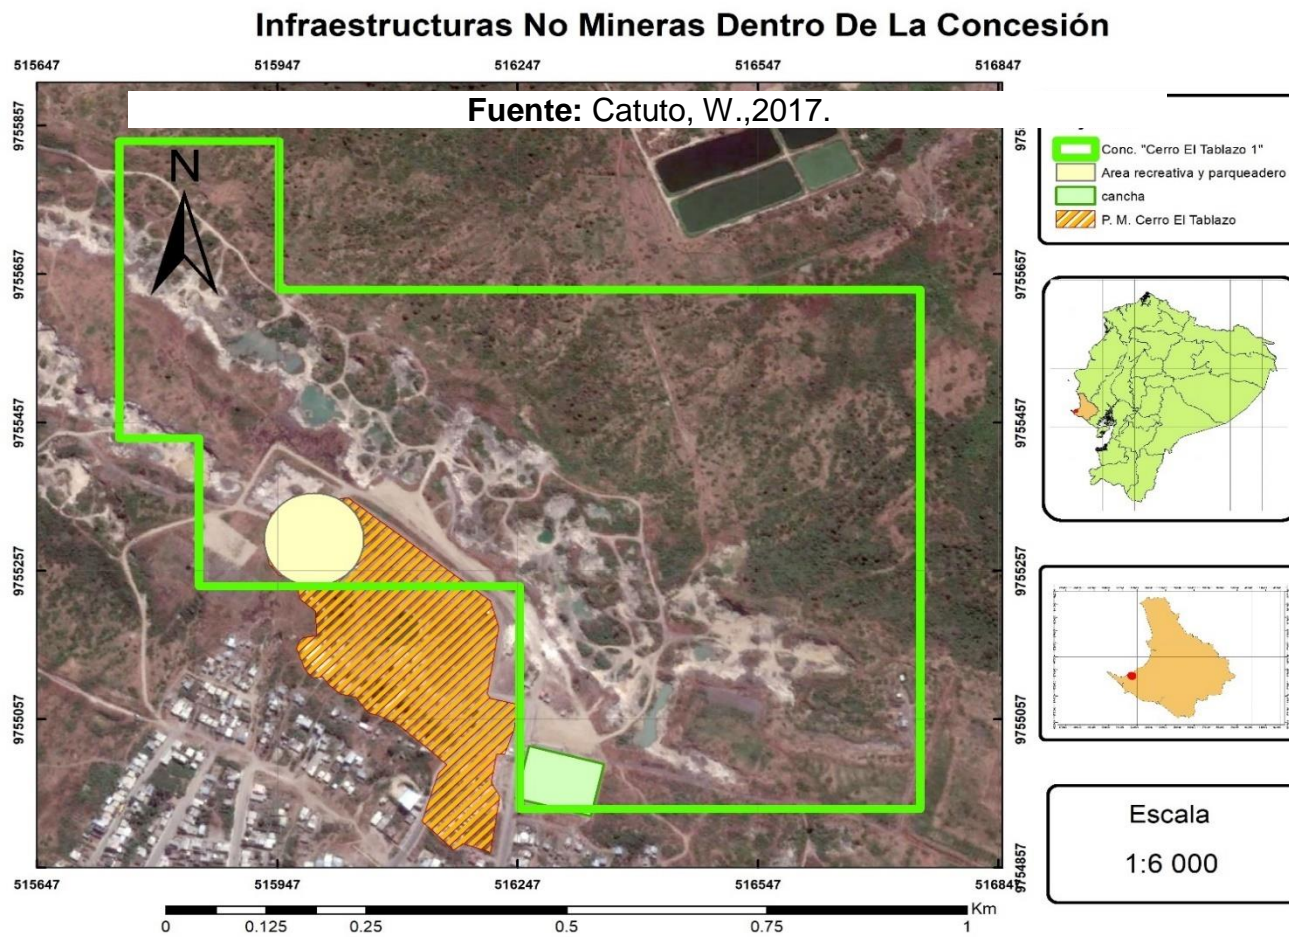 Infraestructuras No Mineras Dentro De La Concesión
515647 515947 516247 516547 516847
Fuente: Catuto, W.,2017.
N
9755857
9755657
9755457
9755257
9755057
9755657
9755457
9755257
9755057
9754857
Conc. "Cerro El Tablazo 1"
Area recreativa y parqueadero
cancha
P. M. Cerro El Tablazo
Escala
1:6 000
515647 515947 516247 516547 516847
0 0.125 0.25 0.5 0.75 1 Km